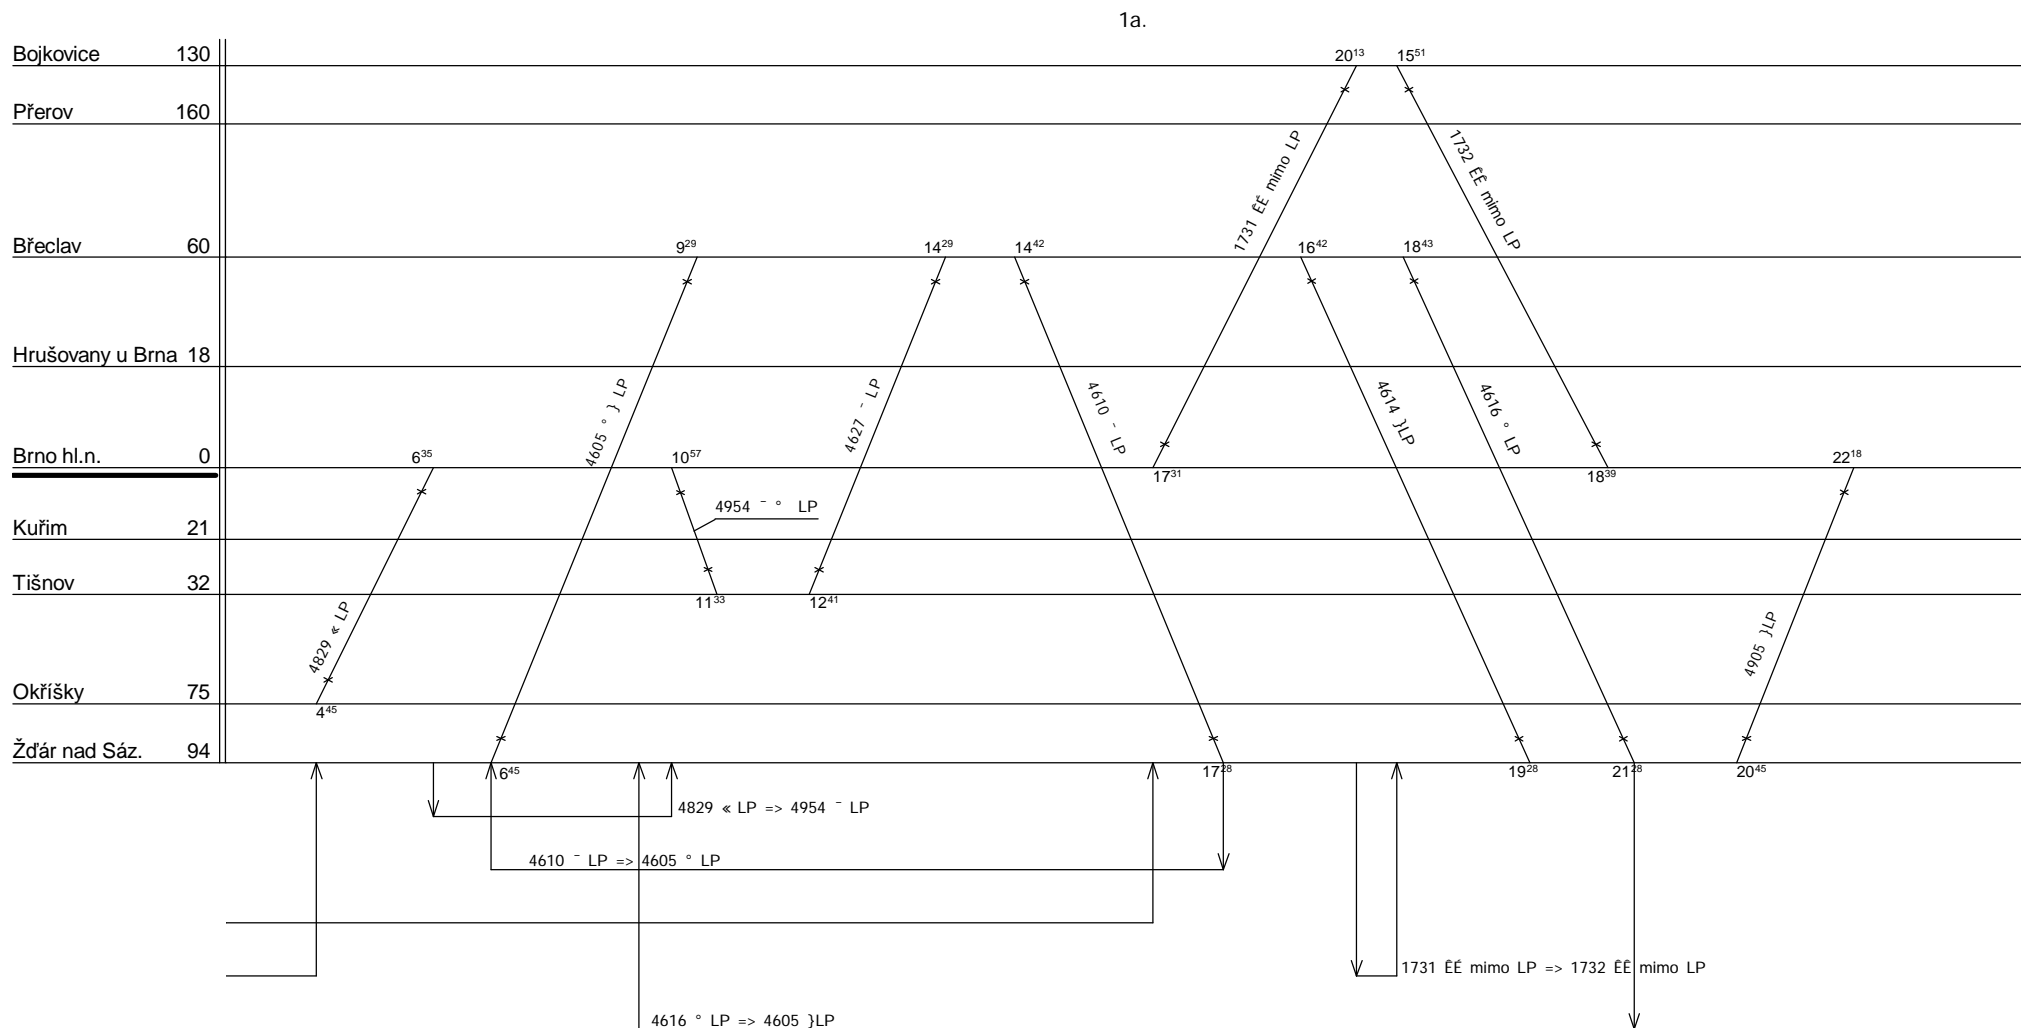 1a.
Bojkovice 130
20¹³ 15⁵¹
Přerov 160
1731 ÊÉ mimo LP
1732 ÊÉ mimo LP
Břeclav 60
9²⁹ 14²⁹ 14⁴² 16⁴² 18⁴³
Hrušovany u Brna 18
4605 ° } LP
4627 ¯ LP
4610 ¯ LP
4614 }LP
4616 ° LP
Brno hl.n. 0
6³⁵ 10⁵⁷ 17³¹ 18³⁹ 22¹⁸
4954 ¯ ° LP
Kuřim 21
Tišnov 32
11³³ 12⁴¹
4829 « LP
4905 }LP
Okříšky 75
4⁴⁵
Žďár nad Sáz. 94
6⁴⁵ 17²⁸ 19²⁸ 21²⁸ 20⁴⁵
4829 « LP => 4954 ¯ LP
4610 ¯ LP => 4605 ° LP
1731 ÊÉ mimo LP => 1732 ÊÉ mimo LP
4616 ° LP => 4605 }LP